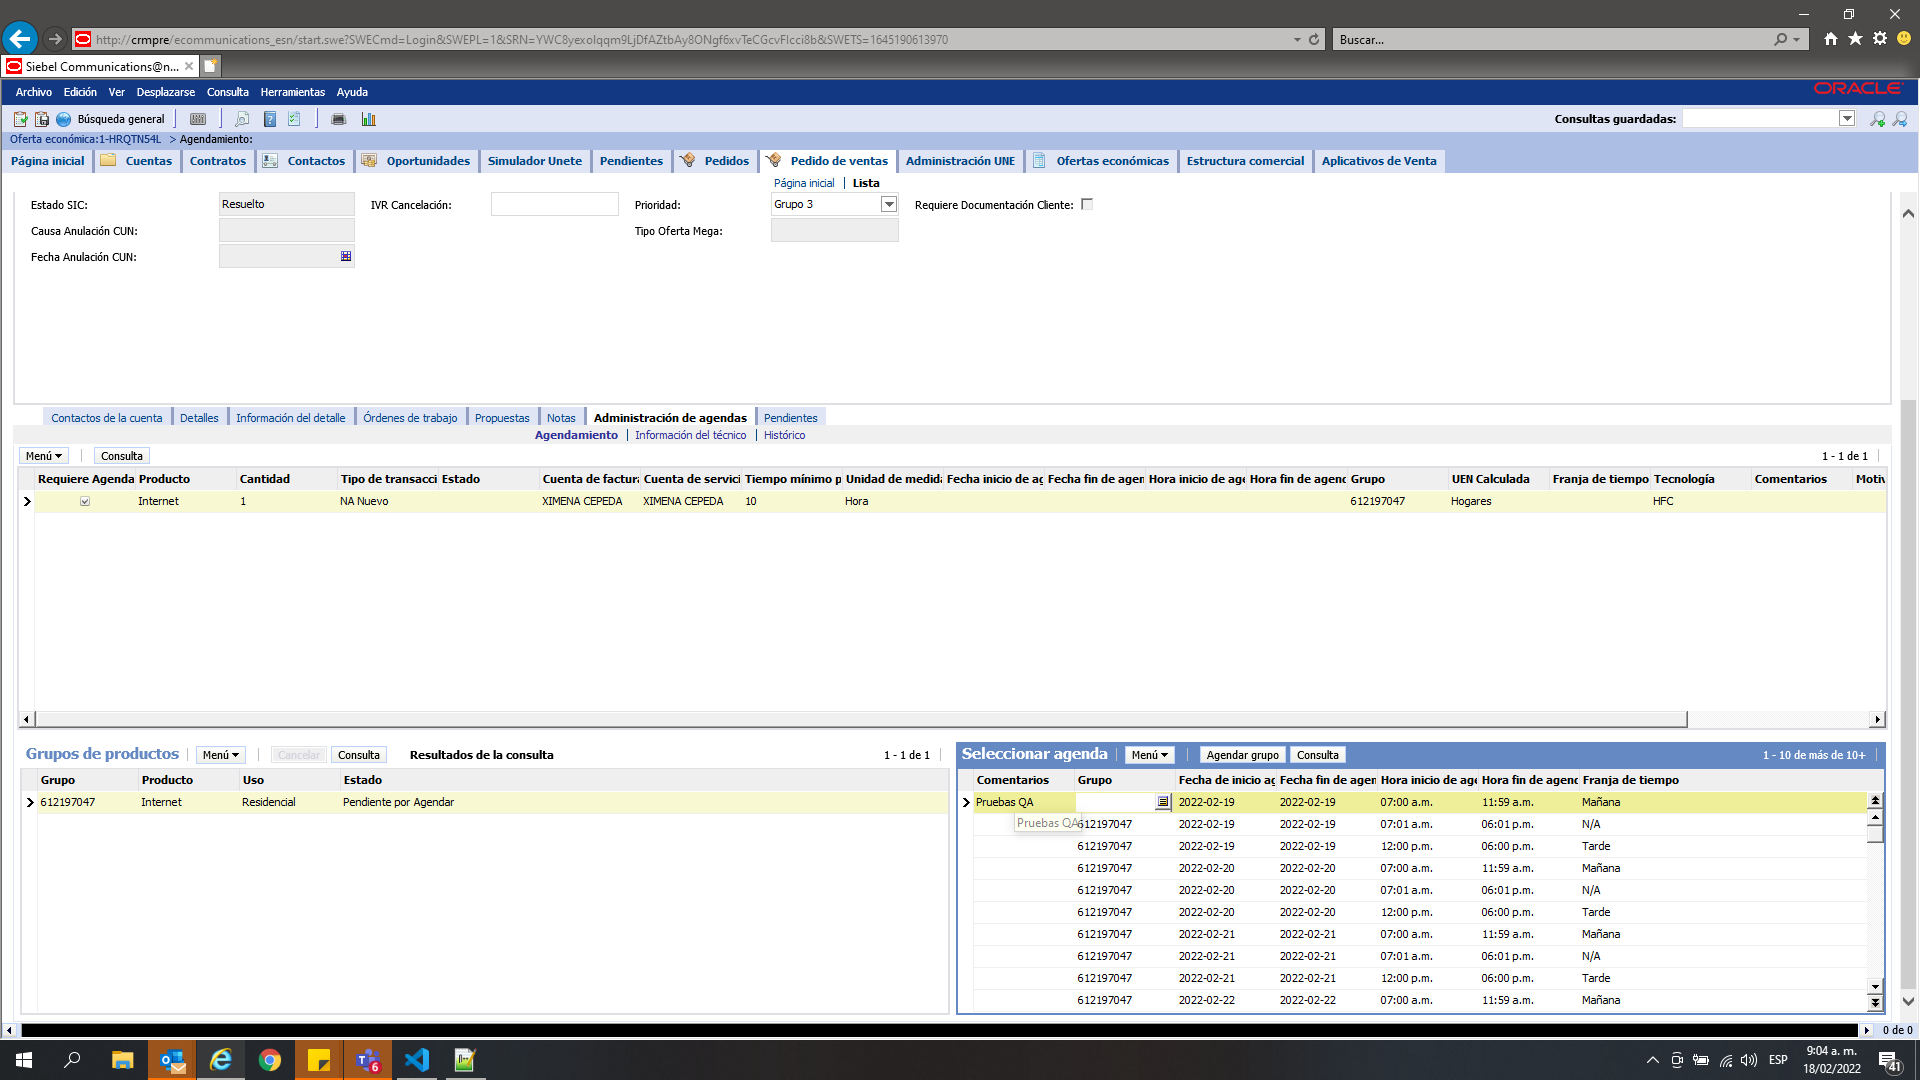 http://crmpre/ecommunications_esn/start.swe?SWECmd=Login&SWEPL=1&SRN=YWC8yexoIqqm9LjDfAZtbAy8ONgf6xvTeCGcvFIcci8b&SWETS=1645190613970
Buscar...
Siebel Communications@n...
Archivo Edición Ver Desplazarse Consulta Herramientas Ayuda
ORACLE
Búsqueda general
Consultas guardadas:
Oferta económica:1-HRQTN54L > Agendamiento:
Página inicial Cuentas Contratos Contactos Oportunidades Simulador Unete Pendientes Pedidos Pedido de ventas Administración UNE Ofertas económicas Estructura comercial Aplicativos de Venta
Página inicial Lista
Estado SIC: Resuelto IVR Cancelación: Prioridad: Grupo 3 Requiere Documentación Cliente:
Causa Anulación CUN: Tipo Oferta Mega:
Fecha Anulación CUN:
Contactos de la cuenta Detalles Información del detalle Órdenes de trabajo Propuestas Notas Administración de agendas Pendientes
Agendamiento Información del técnico Histórico
Menú Consulta 1 - 1 de 1
Requiere Agenda Producto Cantidad Tipo de transacci Estado Cuenta de factura Cuenta de servici Tiempo mínimo p Unidad de medida Fecha inicio de ag Fecha fin de agen Hora inicio de age Hora fin de agend Grupo UEN Calculada Franja de tiempo Tecnología Comentarios Motiv
Internet 1 NA Nuevo XIMENA CEPEDA XIMENA CEPEDA 10 Hora 612197047 Hogares HFC
Grupos de productos Menú Cancelar Consulta Resultados de la consulta 1 - 1 de 1
Grupo Producto Uso Estado
612197047 Internet Residencial Pendiente por Agendar
Seleccionar agenda Menú Agendar grupo Consulta 1 - 10 de más de 10+
Comentarios Grupo Fecha de inicio ag Fecha fin de agen Hora inicio de age Hora fin de agend Franja de tiempo
Pruebas QA 2022-02-19 2022-02-19 07:00 a.m. 11:59 a.m. Mañana
Pruebas QA
612197047 2022-02-19 2022-02-19 07:01 a.m. 06:01 p.m. N/A
612197047 2022-02-19 2022-02-19 12:00 p.m. 06:00 p.m. Tarde
612197047 2022-02-20 2022-02-20 07:00 a.m. 11:59 a.m. Mañana
612197047 2022-02-20 2022-02-20 07:01 a.m. 06:01 p.m. N/A
612197047 2022-02-20 2022-02-20 12:00 p.m. 06:00 p.m. Tarde
612197047 2022-02-21 2022-02-21 07:00 a.m. 11:59 a.m. Mañana
612197047 2022-02-21 2022-02-21 07:01 a.m. 06:01 p.m. N/A
612197047 2022-02-21 2022-02-21 12:00 p.m. 06:00 p.m. Tarde
612197047 2022-02-22 2022-02-22 07:00 a.m. 11:59 a.m. Mañana
0 de 0
6
ESP
9:04 a. m.
18/02/2022
41